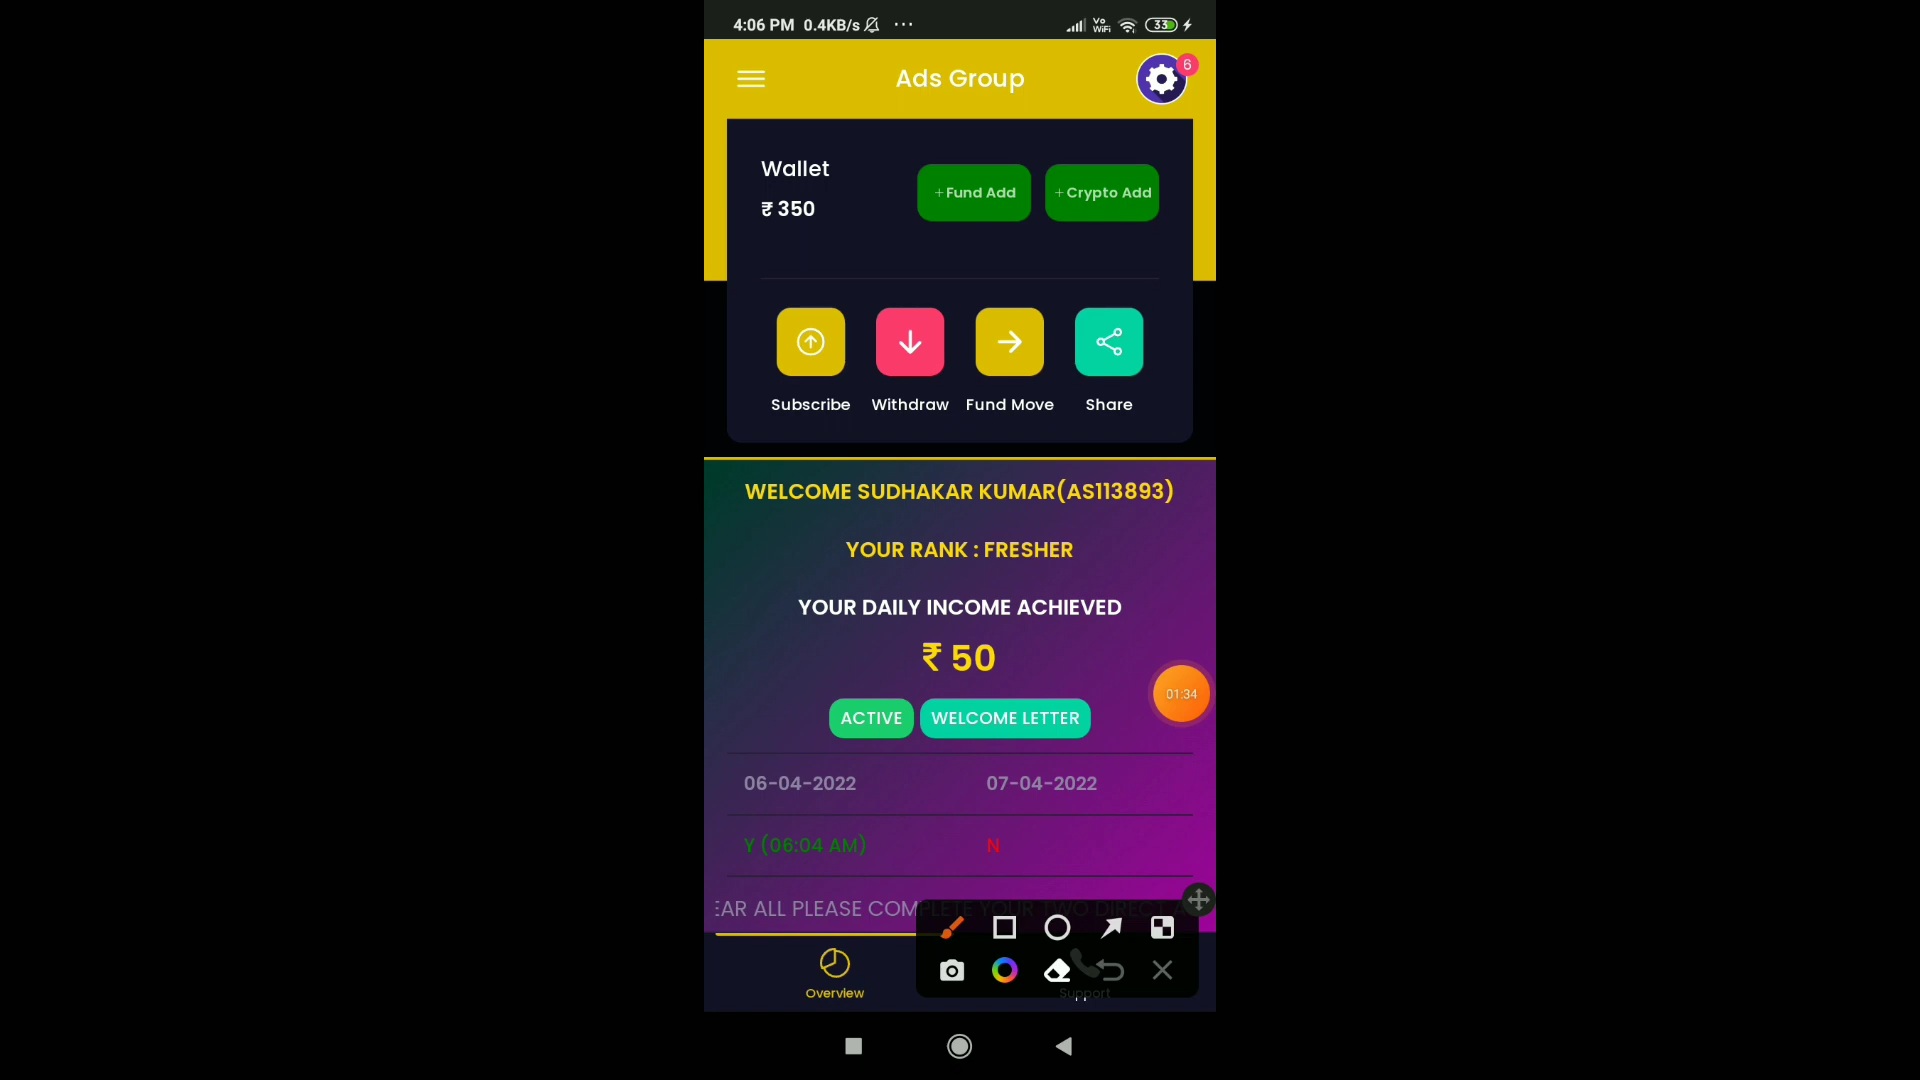 4:06 PM 0.4KB/s ...
Vo WiFi 33
Ads Group
6
Wallet
₹ 350
+Fund Add
+Crypto Add
Subscribe
Withdraw
Fund Move
Share
WELCOME SUDHAKAR KUMAR(AS113893)
YOUR RANK : FRESHER
YOUR DAILY INCOME ACHIEVED
₹ 50
01:34
ACTIVE
WELCOME LETTER
06-04-2022 07-04-2022
Y (06:04 AM) N
EAR ALL PLEASE COMPLETE YOUR TWO DIRECT
Overview
Support